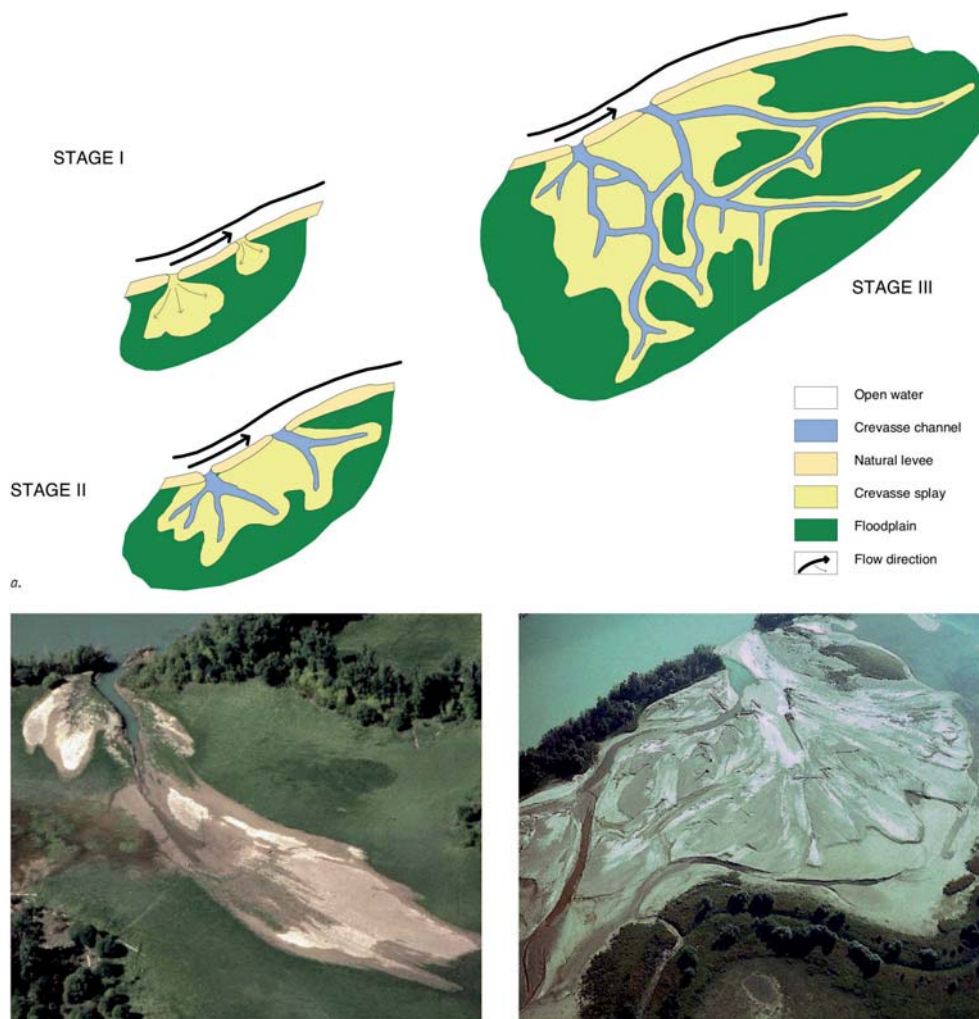 STAGE I
STAGE III
STAGE II
Open water
Crevasse channel
Natural levee
Crevasse splay
Floodplain
Flow direction
a.